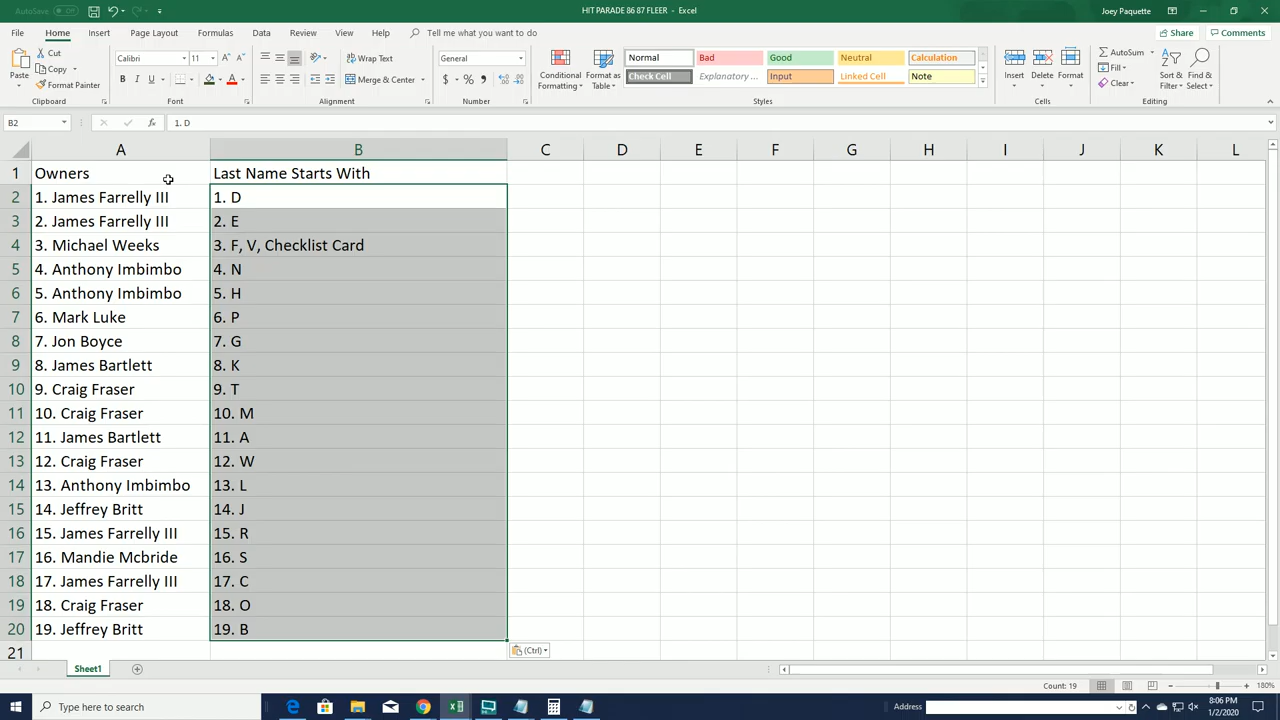 AutoSave Off
HIT PARADE 86 87 FLEER - Excel
Joey Paquette
File Home Insert Page Layout Formulas Data Review View Help Tell me what you want to do
Share Comments
Paste
Cut
Copy
Format Painter
Clipboard
Calibri 11
B I U
Font
Wrap Text
Merge & Center
Alignment
General
$ % 9
Number
Conditional Formatting
Format as Table
Normal Bad Good Neutral Calculation
Check Cell Explanatory ... Input Linked Cell Note
Styles
Insert Delete Format
Cells
AutoSum
Fill
Clear
Sort & Filter
Find & Select
Editing
B2 fx 1. D
A B C D E F G H I J K L
1 Owners Last Name Starts With
2 1. James Farrelly III 1. D
3 2. James Farrelly III 2. E
4 3. Michael Weeks 3. F, V, Checklist Card
5 4. Anthony Imbimbo 4. N
6 5. Anthony Imbimbo 5. H
7 6. Mark Luke 6. P
8 7. Jon Boyce 7. G
9 8. James Bartlett 8. K
10 9. Craig Fraser 9. T
11 10. Craig Fraser 10. M
12 11. James Bartlett 11. A
13 12. Craig Fraser 12. W
14 13. Anthony Imbimbo 13. L
15 14. Jeffrey Britt 14. J
16 15. James Farrelly III 15. R
17 16. Mandie Mcbride 16. S
18 17. James Farrelly III 17. C
19 18. Craig Fraser 18. O
20 19. Jeffrey Britt 19. B
21
(Ctrl)
Sheet1
Count: 19
180%
Type here to search
Address
8:06 PM
1/2/2020